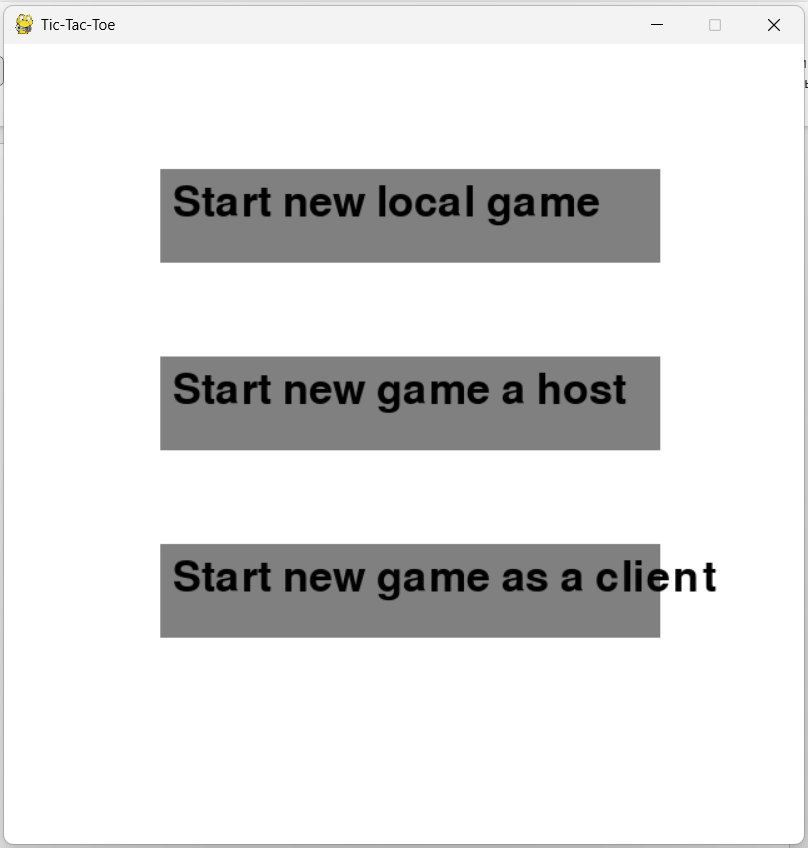 Tic-Tac-Toe
Start new local game
Start new game a host
Start new game as a client